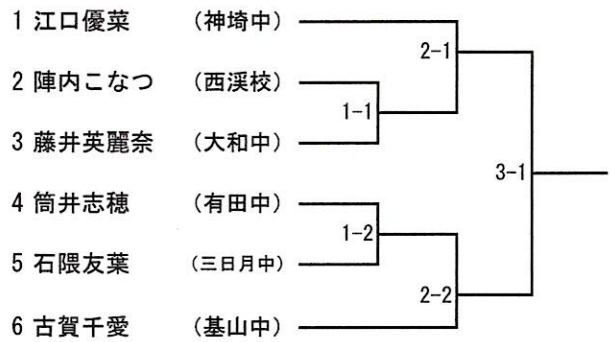 1 江口優菜 （神埼中）
2-1
2 陣内こなつ （西渓校）
1-1
3 藤井英麗奈 （大和中）
3-1
4 筒井志穂 （有田中）
1-2
5 石隈友葉 （三日月中）
2-2
6 古賀千愛 （基山中）